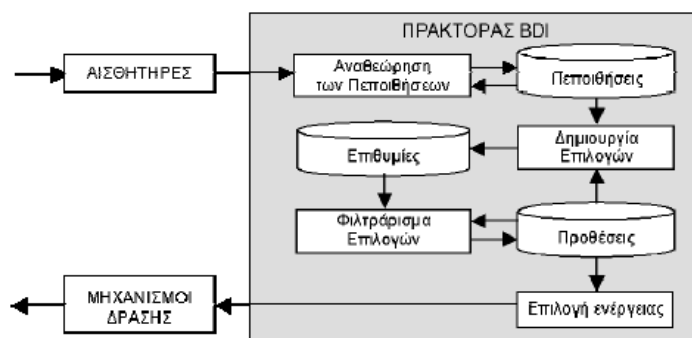 ΠΡΑΚΤΟΡΑΣ BDI
ΑΙΣΘΗΤΗΡΕΣ
Αναθεώρηση
των Πεποιθήσεων
Πεποιθήσεις
Επιθυμίες
Δημιουργία
Επιλογών
Φιλτράρισμα
Επιλογών
Προθέσεις
ΜΗΧΑΝΙΣΜΟΙ
ΔΡΑΣΗΣ
Επιλογή ενέργειας